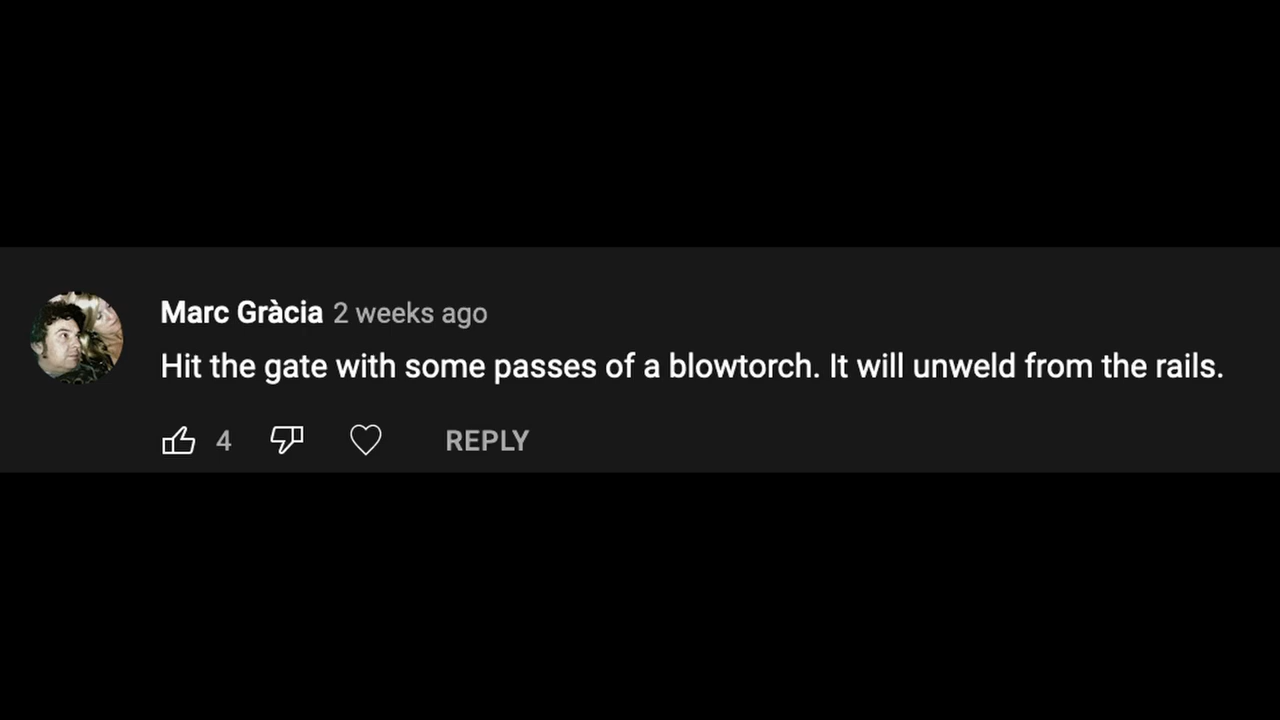 Marc Gràcia 2 weeks ago
Hit the gate with some passes of a blowtorch. It will unweld from the rails.
4 REPLY